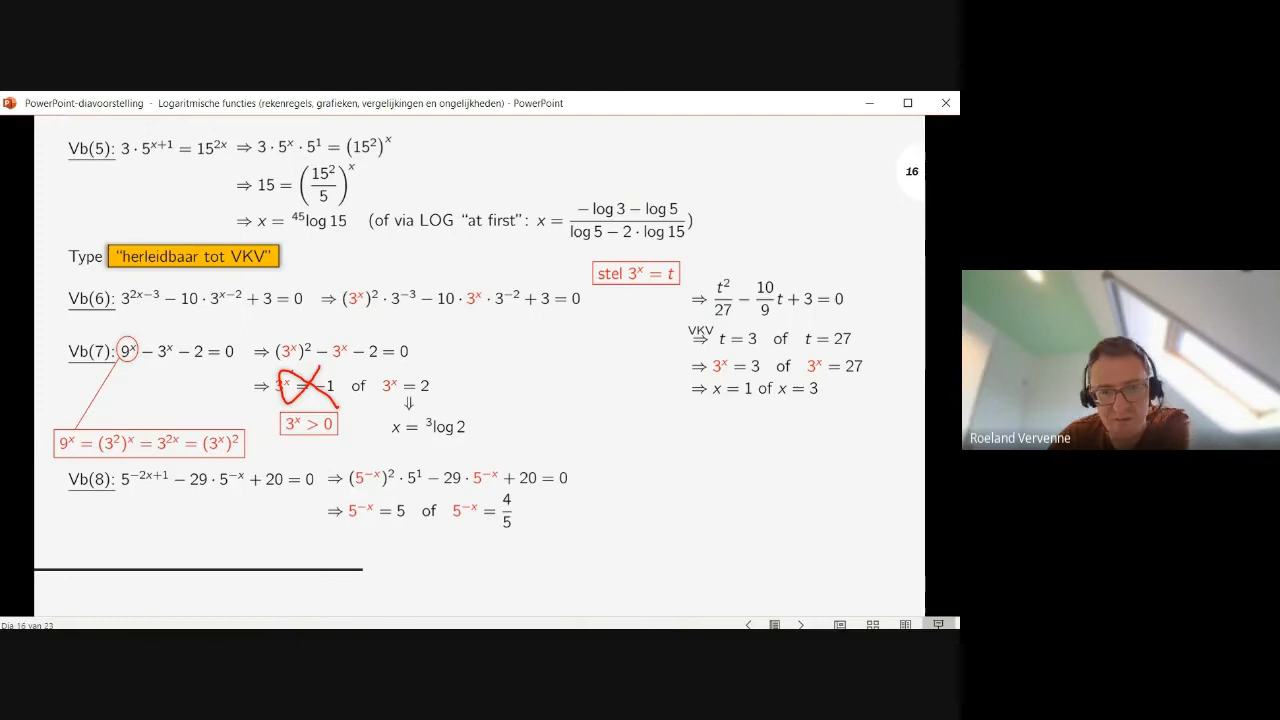 PowerPoint-diavoorstelling - Logaritmische functies (rekenregels, grafieken, vergelijkingen en ongelijkheden) - PowerPoint
16
Vb(5): 3 · 5^{x+1} = 15^{2x} ⇒ 3 · 5^x · 5^1 = (15^2)^x
⇒ 15 = (15^2/5)^x
⇒ x = ^{45}log 15 (of via LOG “at first”: x = (− log 3 − log 5)/(log 5 − 2 · log 15))
Type “herleidbaar tot VKV”
stel 3^x = t
Vb(6): 3^{2x−3} − 10 · 3^{x−2} + 3 = 0 ⇒ (3^x)^2 · 3^{−3} − 10 · 3^x · 3^{−2} + 3 = 0
⇒ t^2/27 − 10/9 t + 3 = 0
VKV ⇒ t = 3 of t = 27
⇒ 3^x = 3 of 3^x = 27
⇒ x = 1 of x = 3
Vb(7): 9^x − 3^x − 2 = 0 ⇒ (3^x)^2 − 3^x − 2 = 0
⇒ 3^x = −1 of 3^x = 2
⇓
3^x > 0
x = ^3log 2
9^x = (3^2)^x = 3^{2x} = (3^x)^2
Vb(8): 5^{−2x+1} − 29 · 5^{−x} + 20 = 0 ⇒ (5^{−x})^2 · 5^1 − 29 · 5^{−x} + 20 = 0
⇒ 5^{−x} = 5 of 5^{−x} = 4/5
Dia 16 van 23
Roeland Vervenne